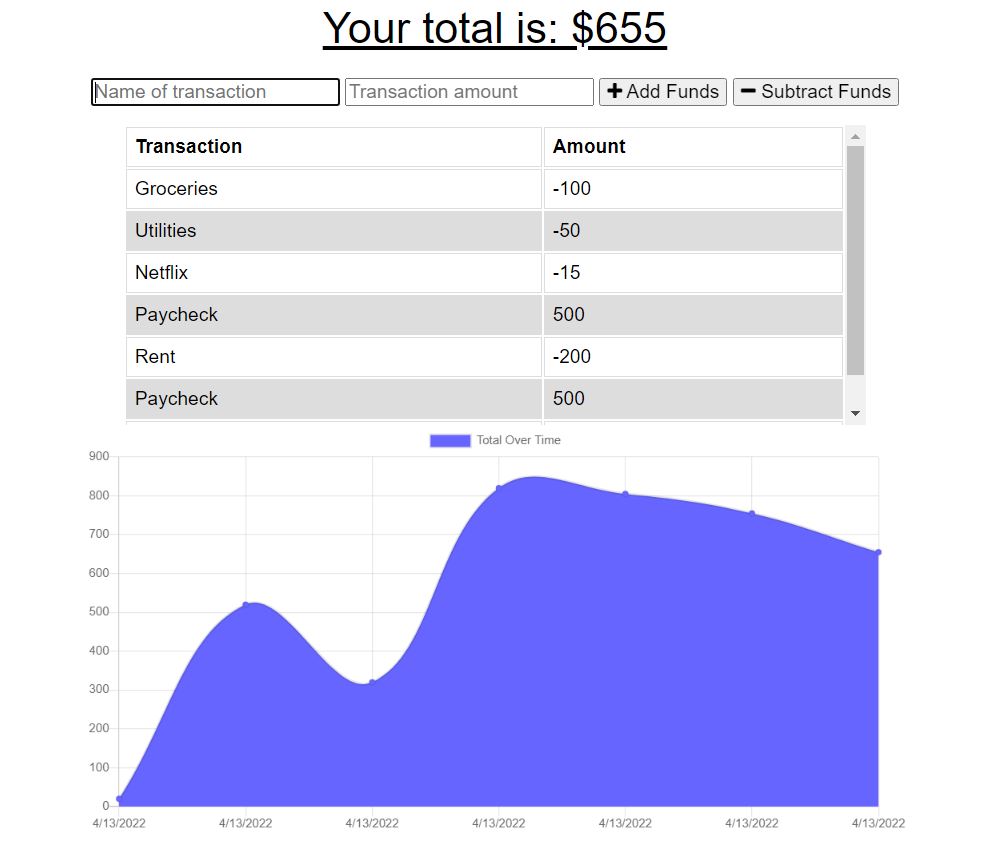 Your total is: $655
Name of transaction Transaction amount + Add Funds − Subtract Funds
Transaction Amount
Groceries -100
Utilities -50
Netflix -15
Paycheck 500
Rent -200
Paycheck 500
Total Over Time
900
800
700
600
500
400
300
200
100
0
4/13/2022 4/13/2022 4/13/2022 4/13/2022 4/13/2022 4/13/2022 4/13/2022